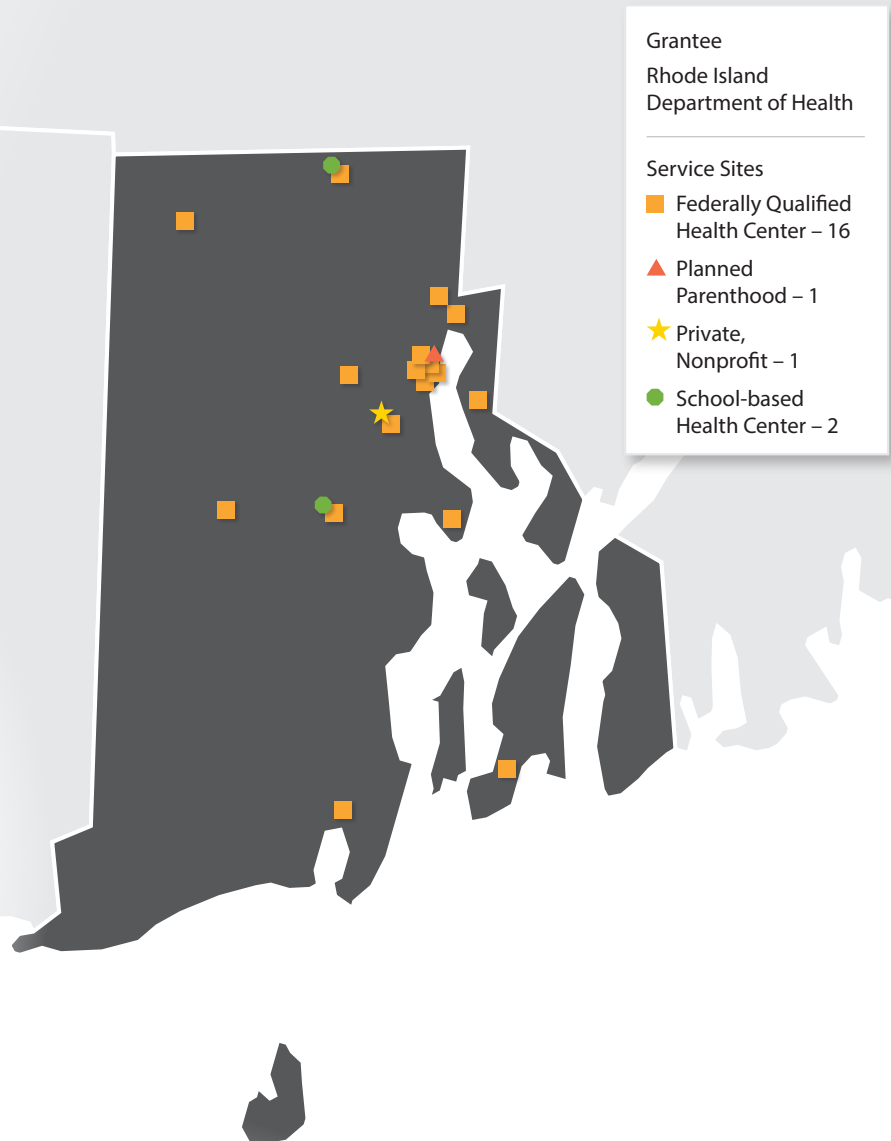 Grantee
Rhode Island
Department of Health
Service Sites
Federally Qualified
Health Center – 16
Planned
Parenthood – 1
Private,
Nonprofit – 1
School-based
Health Center – 2